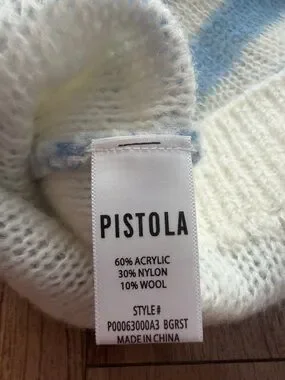 PISTOLA
60% ACRYLIC
30% NYLON
10% WOOL
STYLE#
P00063000A3 BGRST
MADE IN CHINA